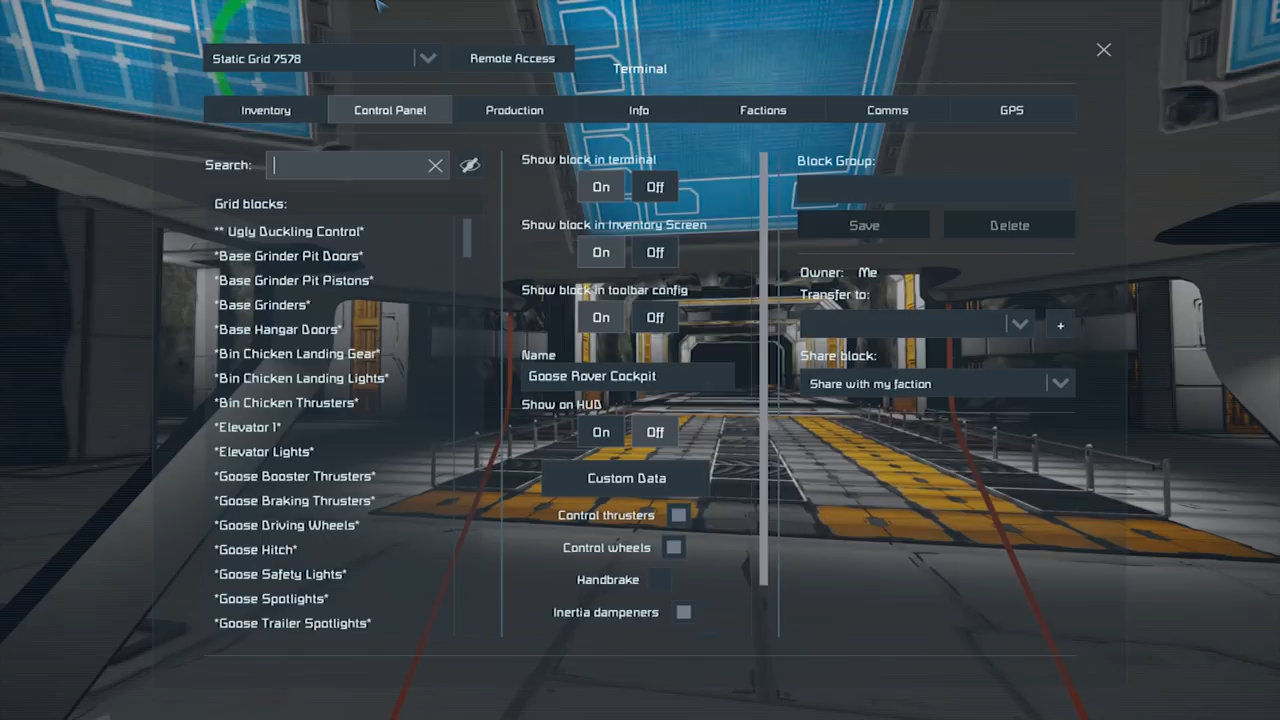 Static Grid 7578
Remote Access
Terminal
Inventory
Control Panel
Production
Info
Factions
Comms
GPS
Search:
Grid blocks:
** Ugly Duckling Control*
*Base Grinder Pit Doors*
*Base Grinder Pit Pistons*
*Base Grinders*
*Base Hangar Doors*
*Bin Chicken Landing Gear*
*Bin Chicken Landing Lights*
*Bin Chicken Thrusters*
*Elevator 1*
*Elevator Lights*
*Goose Booster Thrusters*
*Goose Braking Thrusters*
*Goose Driving Wheels*
*Goose Hitch*
*Goose Safety Lights*
*Goose Spotlights*
*Goose Trailer Spotlights*
Show block in terminal
On Off
Show block in Inventory Screen
On Off
Show block in toolbar config
On Off
Name
Goose Rover Cockpit
Show on HUD
On Off
Custom Data
Control thrusters
Control wheels
Handbrake
Inertia dampeners
Block Group:
Save Delete
Owner: Me
Transfer to:
+
Share block:
Share with my faction